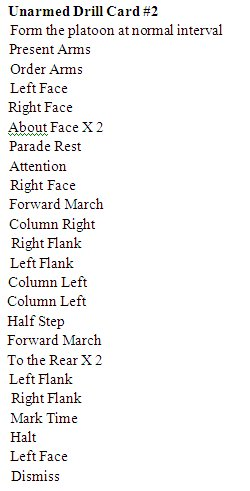 Unarmed Drill Card #2
Form the platoon at normal interval
Present Arms
Order Arms
Left Face
Right Face
About Face X 2
Parade Rest
Attention
Right Face
Forward March
Column Right
Right Flank
Left Flank
Column Left
Column Left
Half Step
Forward March
To the Rear X 2
Left Flank
Right Flank
Mark Time
Halt
Left Face
Dismiss